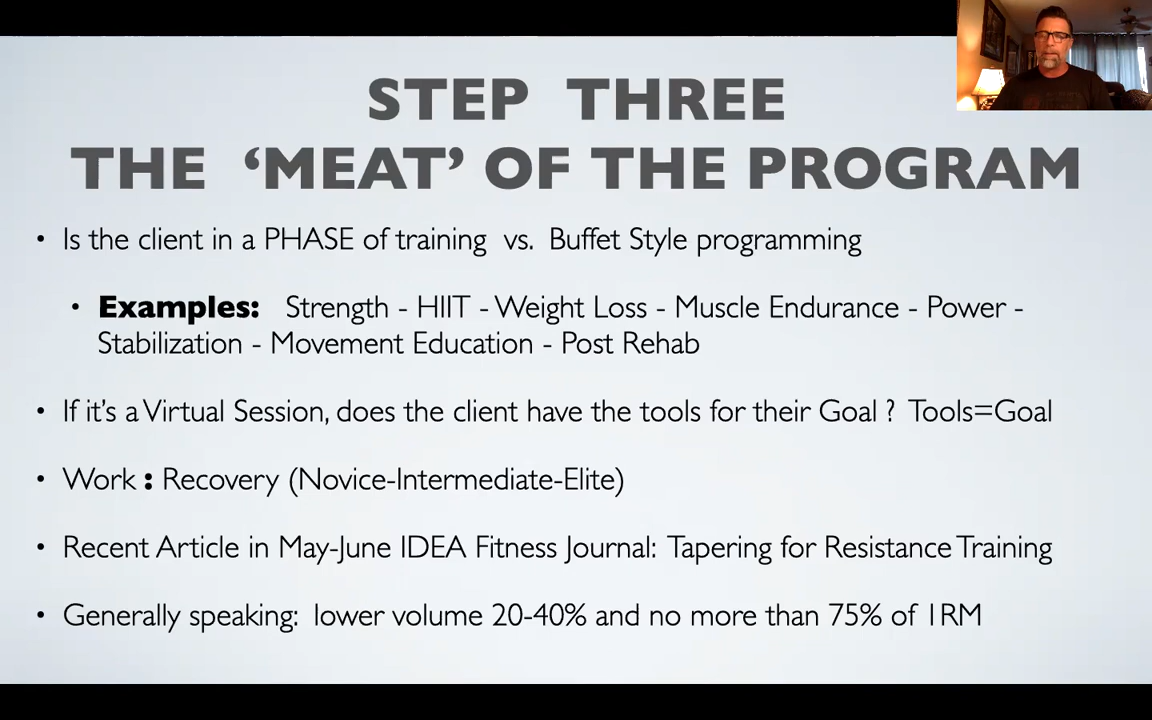 STEP THREE
THE ‘MEAT’ OF THE PROGRAM
• Is the client in a PHASE of training vs. Buffet Style programming
• Examples: Strength - HIIT - Weight Loss - Muscle Endurance - Power -
Stabilization - Movement Education - Post Rehab
• If it’s a Virtual Session, does the client have the tools for their Goal ? Tools=Goal
• Work : Recovery (Novice-Intermediate-Elite)
• Recent Article in May-June IDEA Fitness Journal: Tapering for Resistance Training
• Generally speaking: lower volume 20-40% and no more than 75% of 1RM